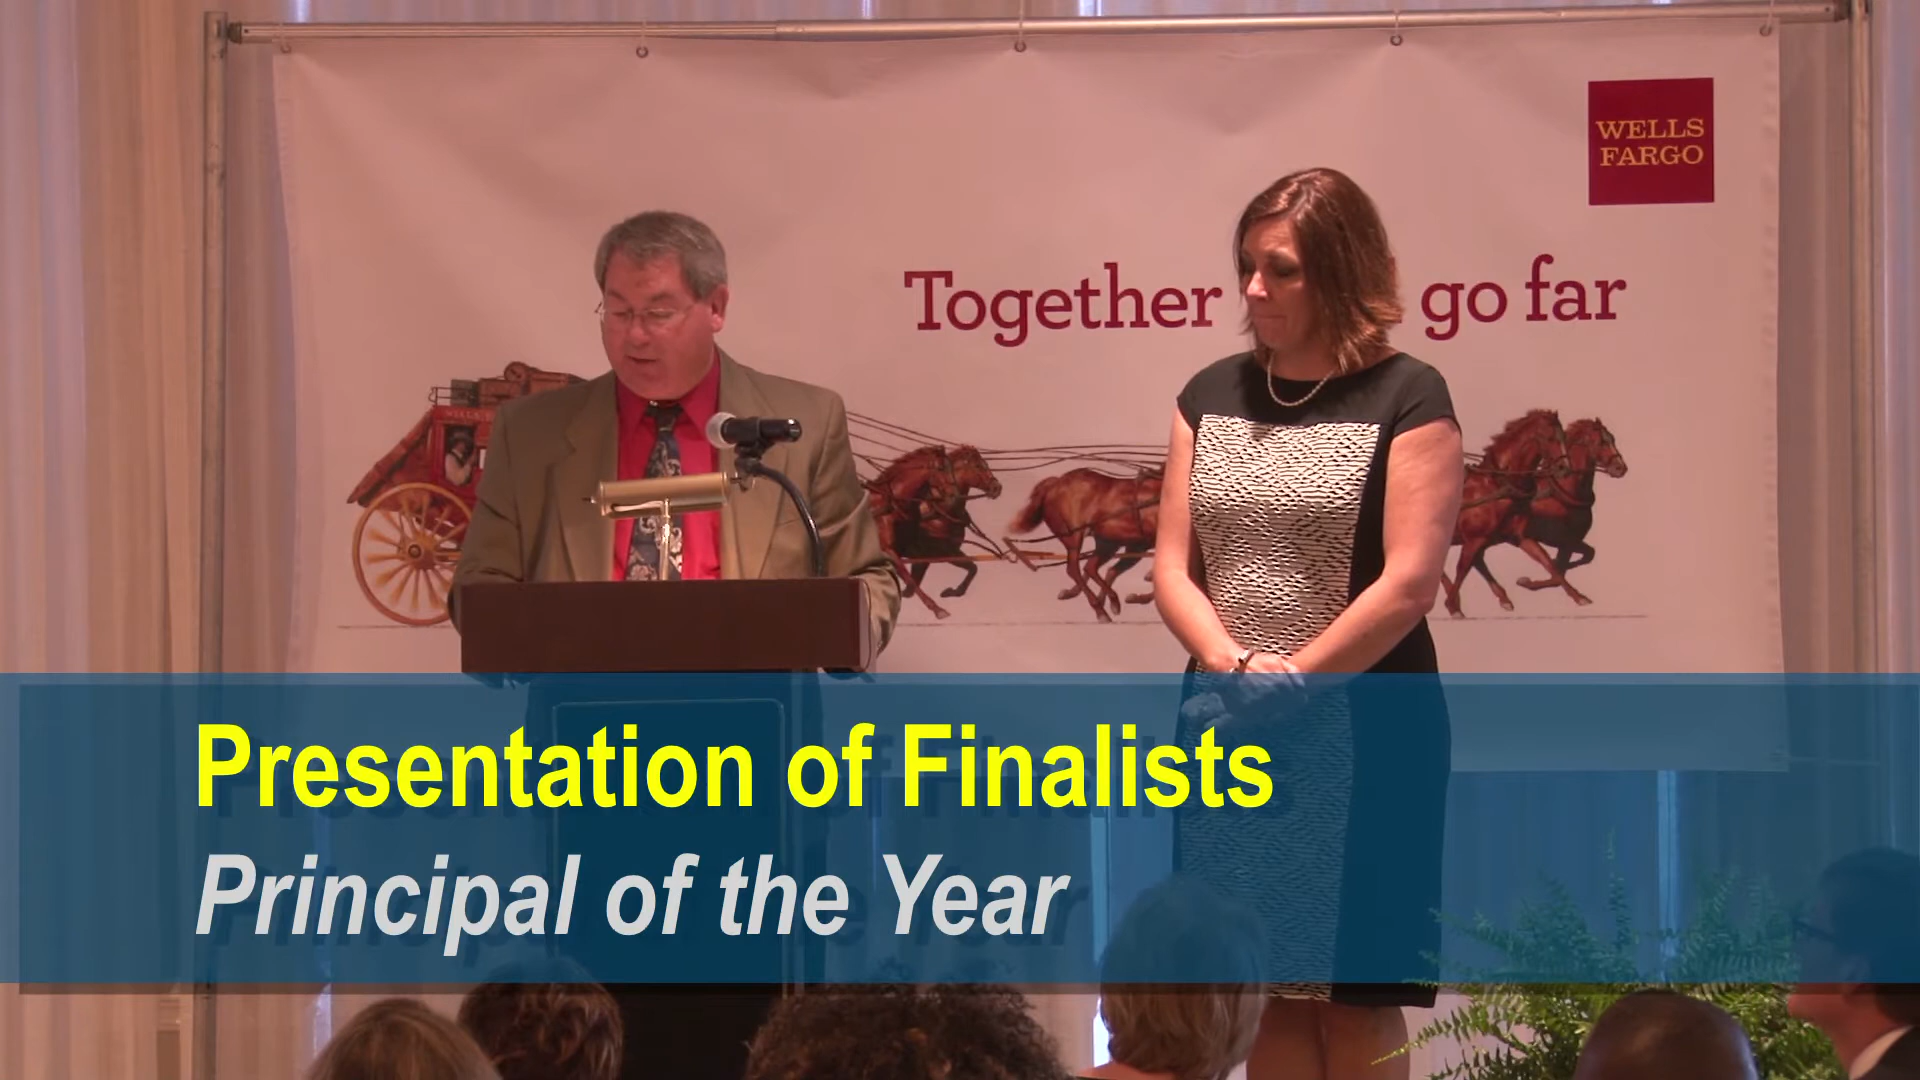 WELLS
FARGO
Together go far
Presentation of Finalists
Principal of the Year